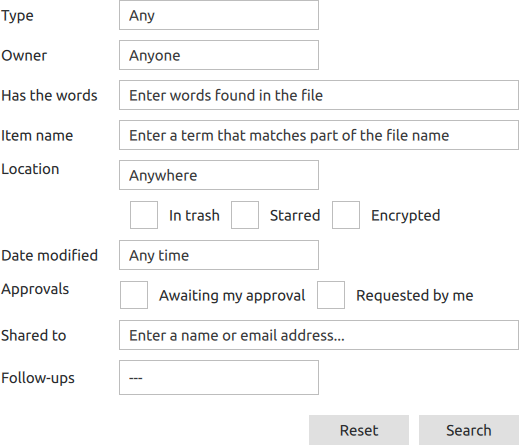 Type Any
Owner Anyone
Has the words Enter words found in the file
Item name Enter a term that matches part of the file name
Location Anywhere
In trash Starred Encrypted
Date modified Any time
Approvals Awaiting my approval Requested by me
Shared to Enter a name or email address...
Follow-ups ---
Reset Search